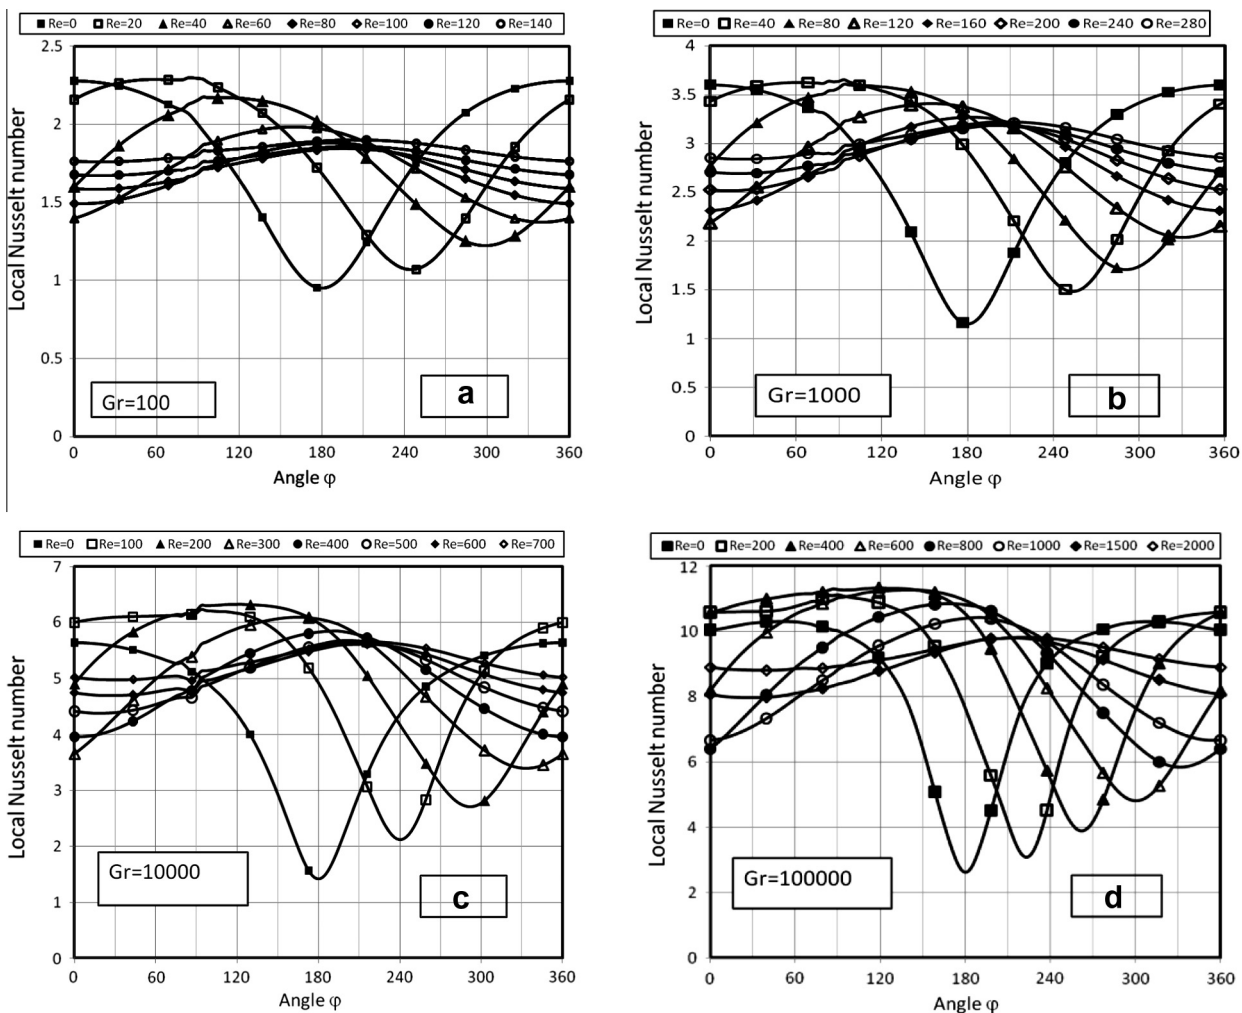 Re=0 Re=20 Re=40 Re=60 Re=80 Re=100 Re=120 Re=140
2.5
2
1.5
1
0.5
0
Local Nusselt number
Gr=100
a
0 60 120 180 240 300 360
Angle φ
Re=0 Re=40 Re=80 Re=120 Re=160 Re=200 Re=240 Re=280
4
3.5
3
2.5
2
1.5
1
0.5
0
Local Nusselt number
Gr=1000
b
0 60 120 180 240 300 360
Angle φ
Re=0 Re=100 Re=200 Re=300 Re=400 Re=500 Re=600 Re=700
7
6
5
4
3
2
1
0
Local Nusselt number
Gr=10000
c
0 60 120 180 240 300 360
Angle φ
Re=0 Re=200 Re=400 Re=600 Re=800 Re=1000 Re=1500 Re=2000
12
10
8
6
4
2
0
Local Nusselt number
Gr=100000
d
0 60 120 180 240 300 360
Angle φ